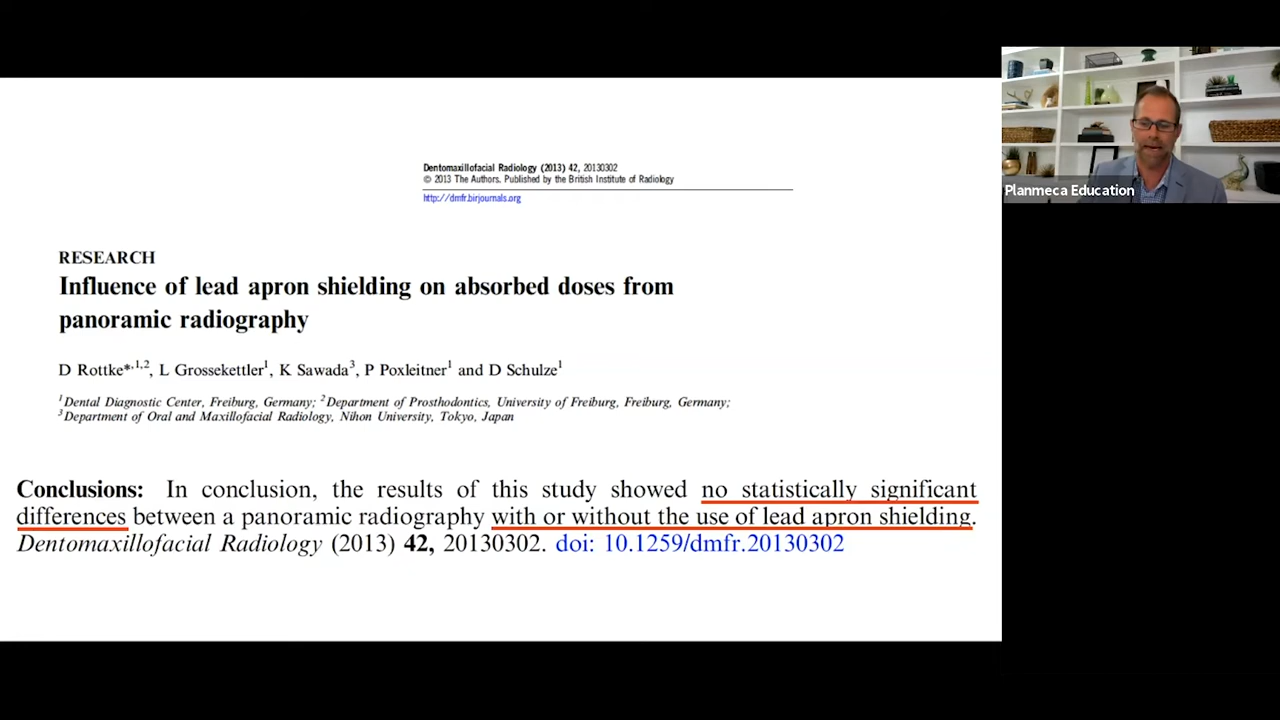 Dentomaxillofacial Radiology (2013) 42, 20130302
© 2013 The Authors. Published by the British Institute of Radiology
http://dmfr.birjournals.org
RESEARCH
Influence of lead apron shielding on absorbed doses from
panoramic radiography
D Rottke*,1,2, L Grossekettler1, K Sawada3, P Poxleitner1 and D Schulze1
1Dental Diagnostic Center, Freiburg, Germany; 2Department of Prosthodontics, University of Freiburg, Freiburg, Germany;
3Department of Oral and Maxillofacial Radiology, Nihon University, Tokyo, Japan
Conclusions: In conclusion, the results of this study showed no statistically significant
differences between a panoramic radiography with or without the use of lead apron shielding.
Dentomaxillofacial Radiology (2013) 42, 20130302. doi: 10.1259/dmfr.20130302
Planmeca Education